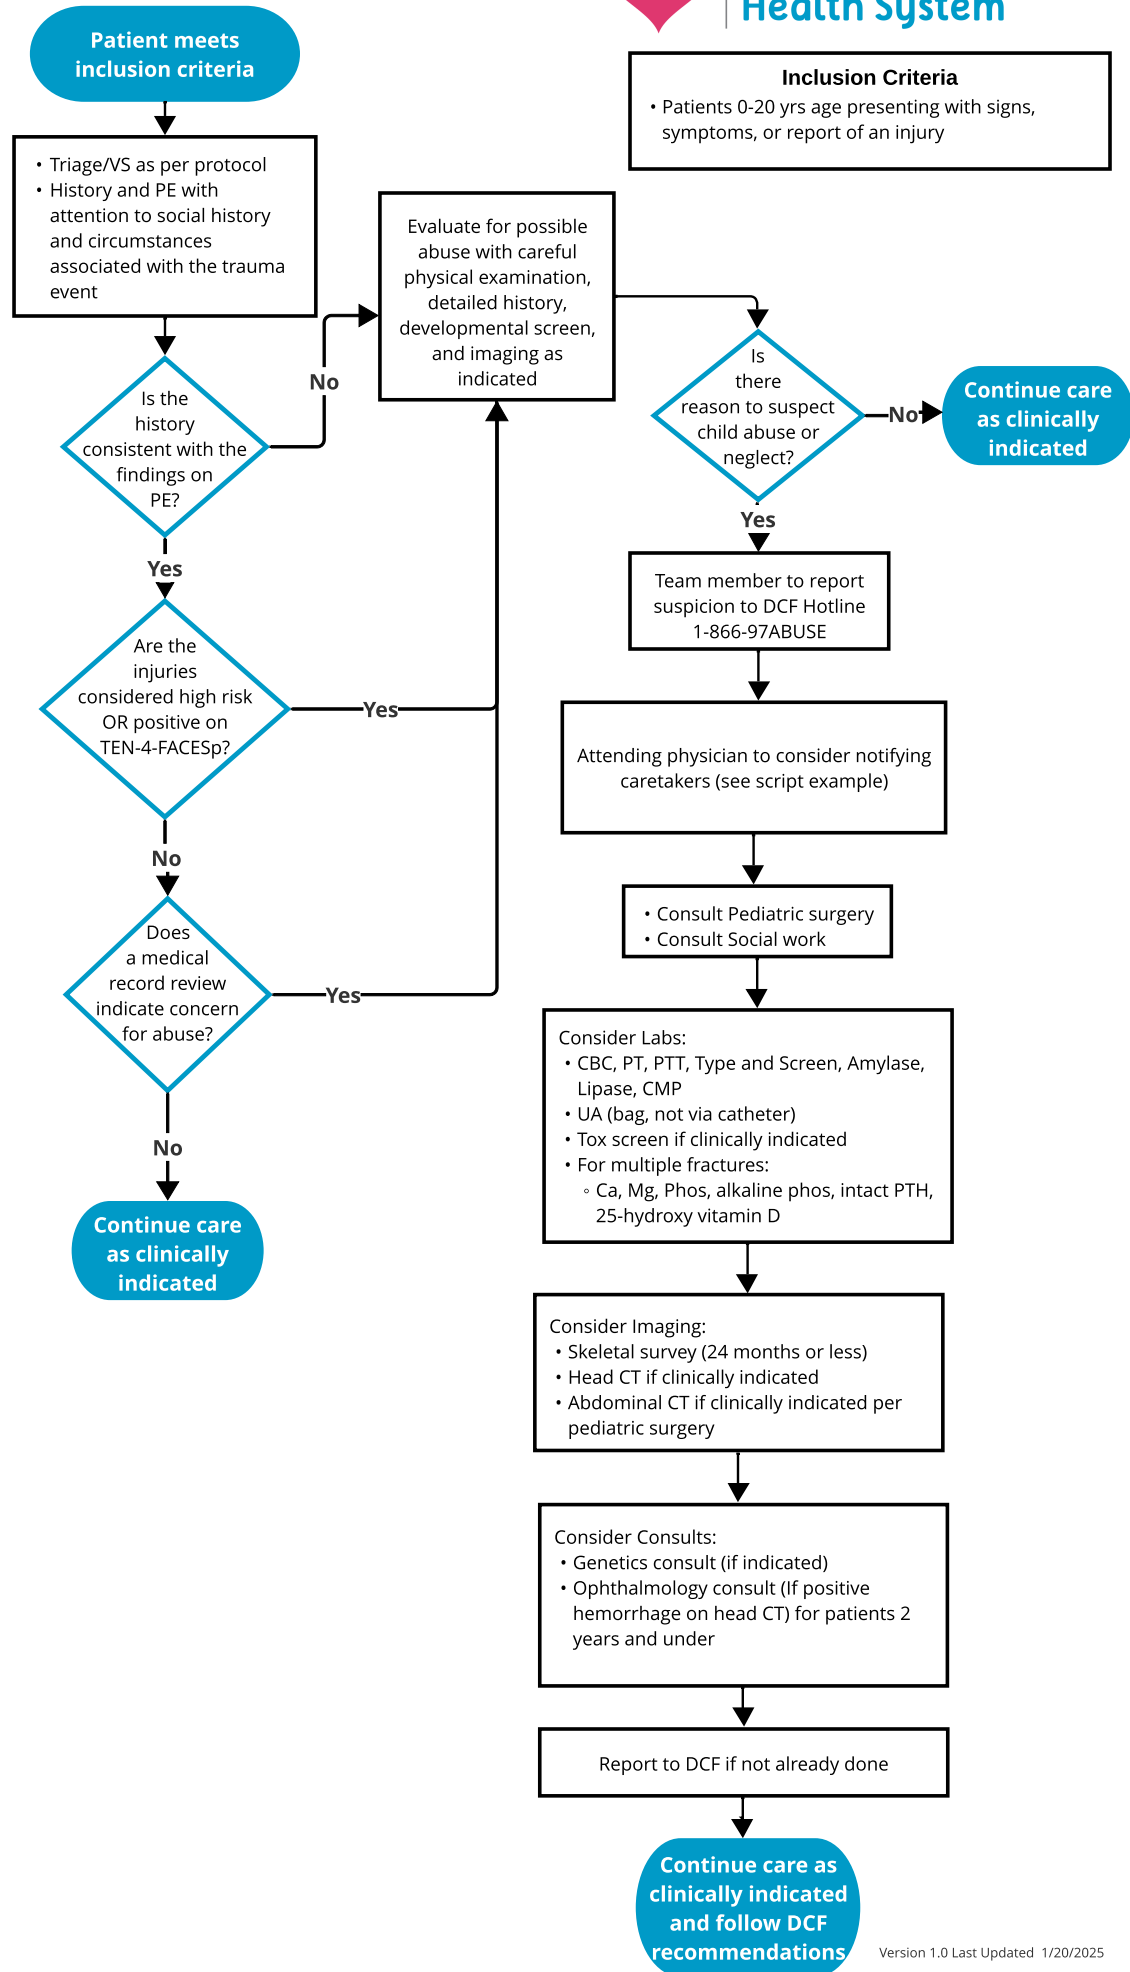 Health System
Patient meets
inclusion criteria
Inclusion Criteria
• Patients 0-20 yrs age presenting with signs,
symptoms, or report of an injury
• Triage/VS as per protocol
• History and PE with
attention to social history
and circumstances
associated with the trauma
event
Evaluate for possible
abuse with careful
physical examination,
detailed history,
developmental screen,
and imaging as
indicated
No
Is the
history
consistent with the
findings on
PE?
Is
there
reason to suspect
child abuse or
neglect?
No
Continue care
as clinically
indicated
Yes
Yes
Team member to report
suspicion to DCF Hotline
1-866-97ABUSE
Are the
injuries
considered high risk
OR positive on
TEN-4-FACESp?
Yes
Attending physician to consider notifying
caretakers (see script example)
No
• Consult Pediatric surgery
• Consult Social work
Does
a medical
record review
indicate concern
for abuse?
Yes
Consider Labs:
• CBC, PT, PTT, Type and Screen, Amylase,
Lipase, CMP
• UA (bag, not via catheter)
• Tox screen if clinically indicated
• For multiple fractures:
◦ Ca, Mg, Phos, alkaline phos, intact PTH,
25-hydroxy vitamin D
No
Continue care
as clinically
indicated
Consider Imaging:
• Skeletal survey (24 months or less)
• Head CT if clinically indicated
• Abdominal CT if clinically indicated per
pediatric surgery
Consider Consults:
• Genetics consult (if indicated)
• Ophthalmology consult (If positive
hemorrhage on head CT) for patients 2
years and under
Report to DCF if not already done
Continue care as
clinically indicated
and follow DCF
recommendations
Version 1.0 Last Updated 1/20/2025